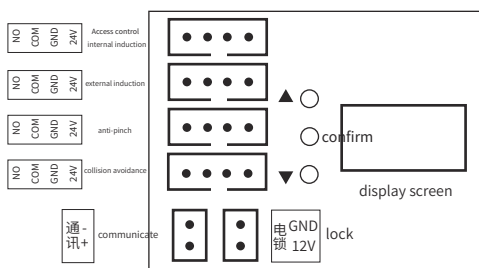 NO COM GND 24V
Access control
internal induction
NO COM GND 24V
external induction
NO COM GND 24V
anti-pinch
confirm
NO COM GND 24V
collision avoidance
display screen
通 -
讯+
communicate
电锁
GND
12V
lock